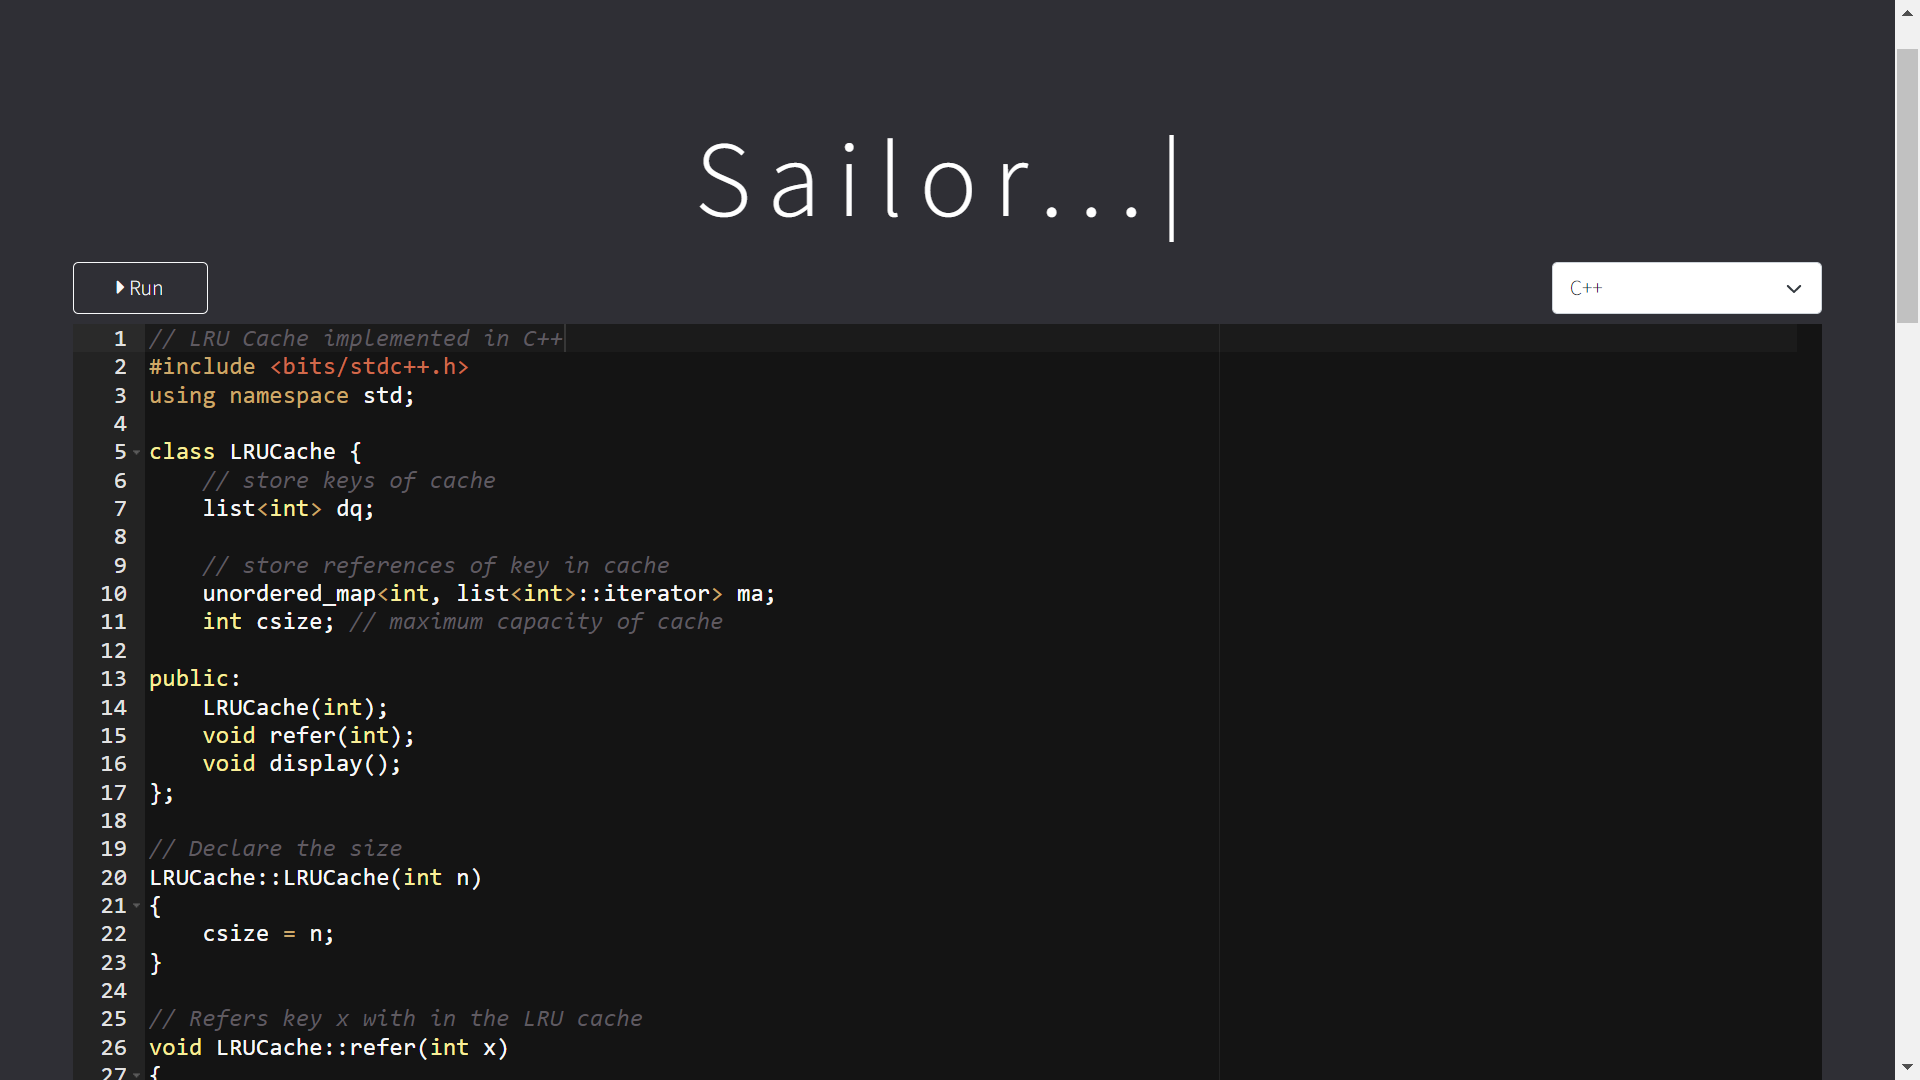 Sailor...
Run
C++
1 // LRU Cache implemented in C++
2 #include <bits/stdc++.h>
3 using namespace std;
4
5 class LRUCache {
6     // store keys of cache
7     list<int> dq;
8
9     // store references of key in cache
10     unordered_map<int, list<int>::iterator> ma;
11     int csize; // maximum capacity of cache
12
13 public:
14     LRUCache(int);
15     void refer(int);
16     void display();
17 };
18
19 // Declare the size
20 LRUCache::LRUCache(int n)
21 {
22     csize = n;
23 }
24
25 // Refers key x with in the LRU cache
26 void LRUCache::refer(int x)
27 {